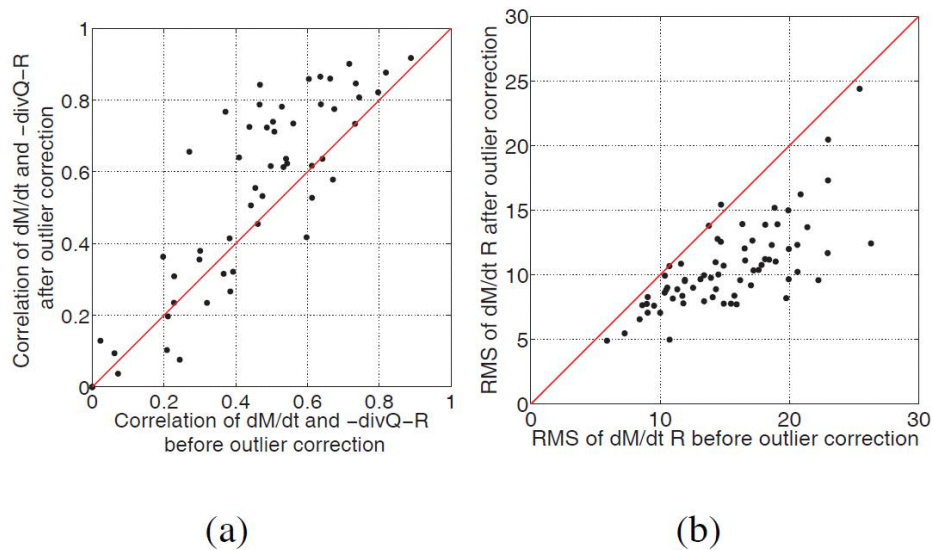 Correlation of dM/dt and −divQ−R
after outlier correction
1
0.8
0.6
0.4
0.2
0
0 0.2 0.4 0.6 0.8 1
Correlation of dM/dt and −divQ−R
before outlier correction
(a)
RMS of dM/dt R after outlier correction
30
25
20
15
10
5
0
0 10 20 30
RMS of dM/dt R before outlier correction
(b)